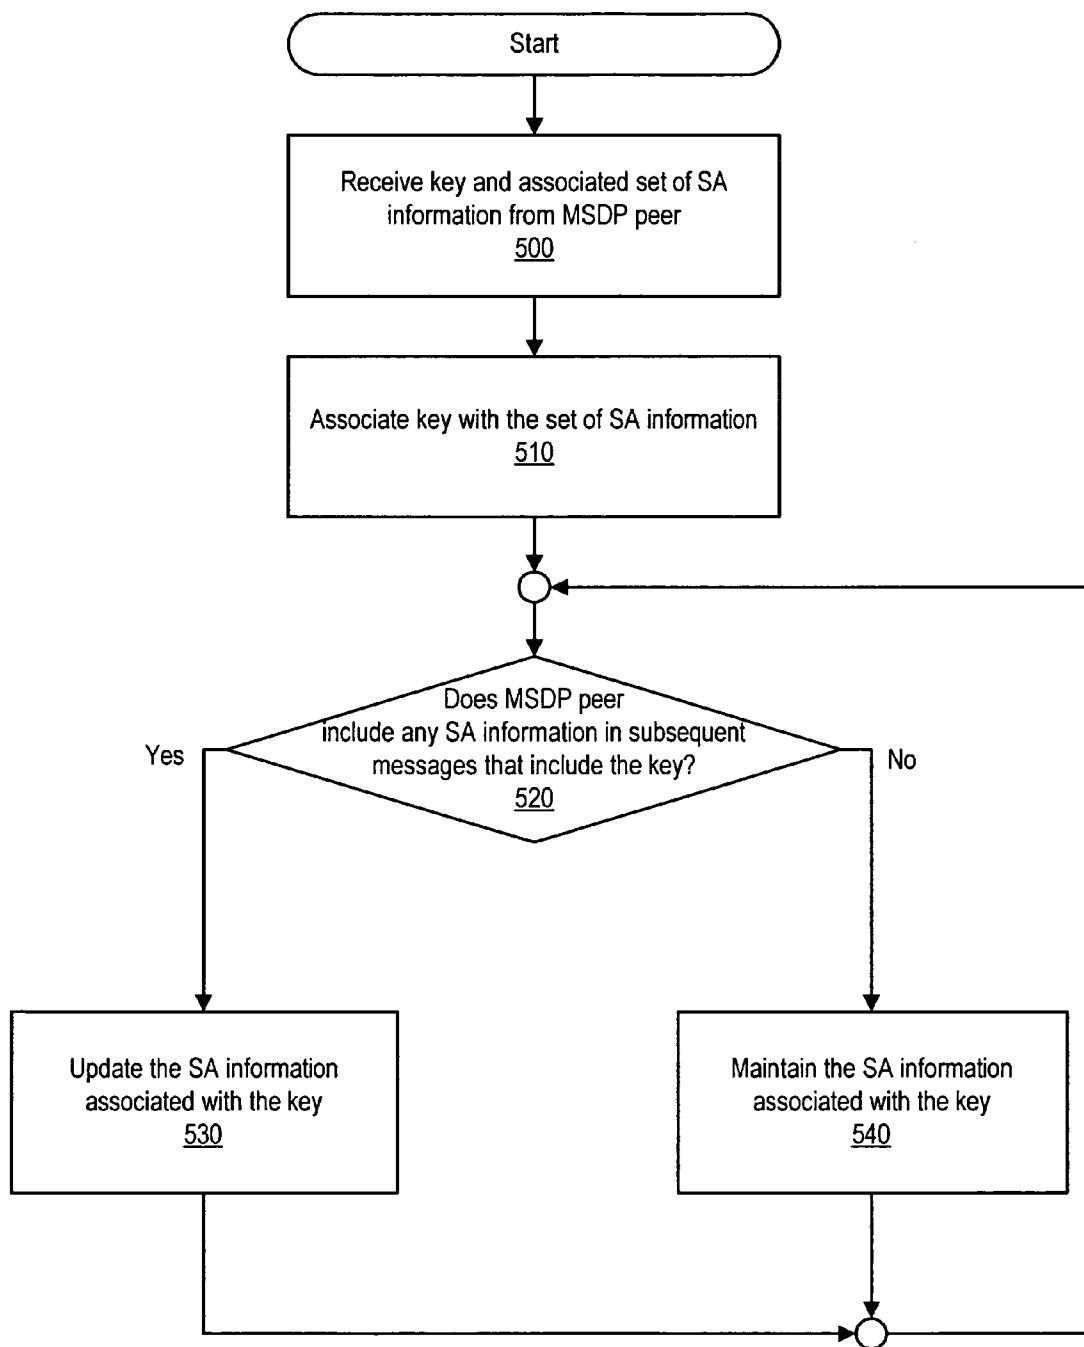 Start
Receive key and associated set of SA
information from MSDP peer
500
Associate key with the set of SA information
510
Does MSDP peer
include any SA information in subsequent
messages that include the key?
520
Yes
No
Update the SA information
associated with the key
530
Maintain the SA information
associated with the key
540